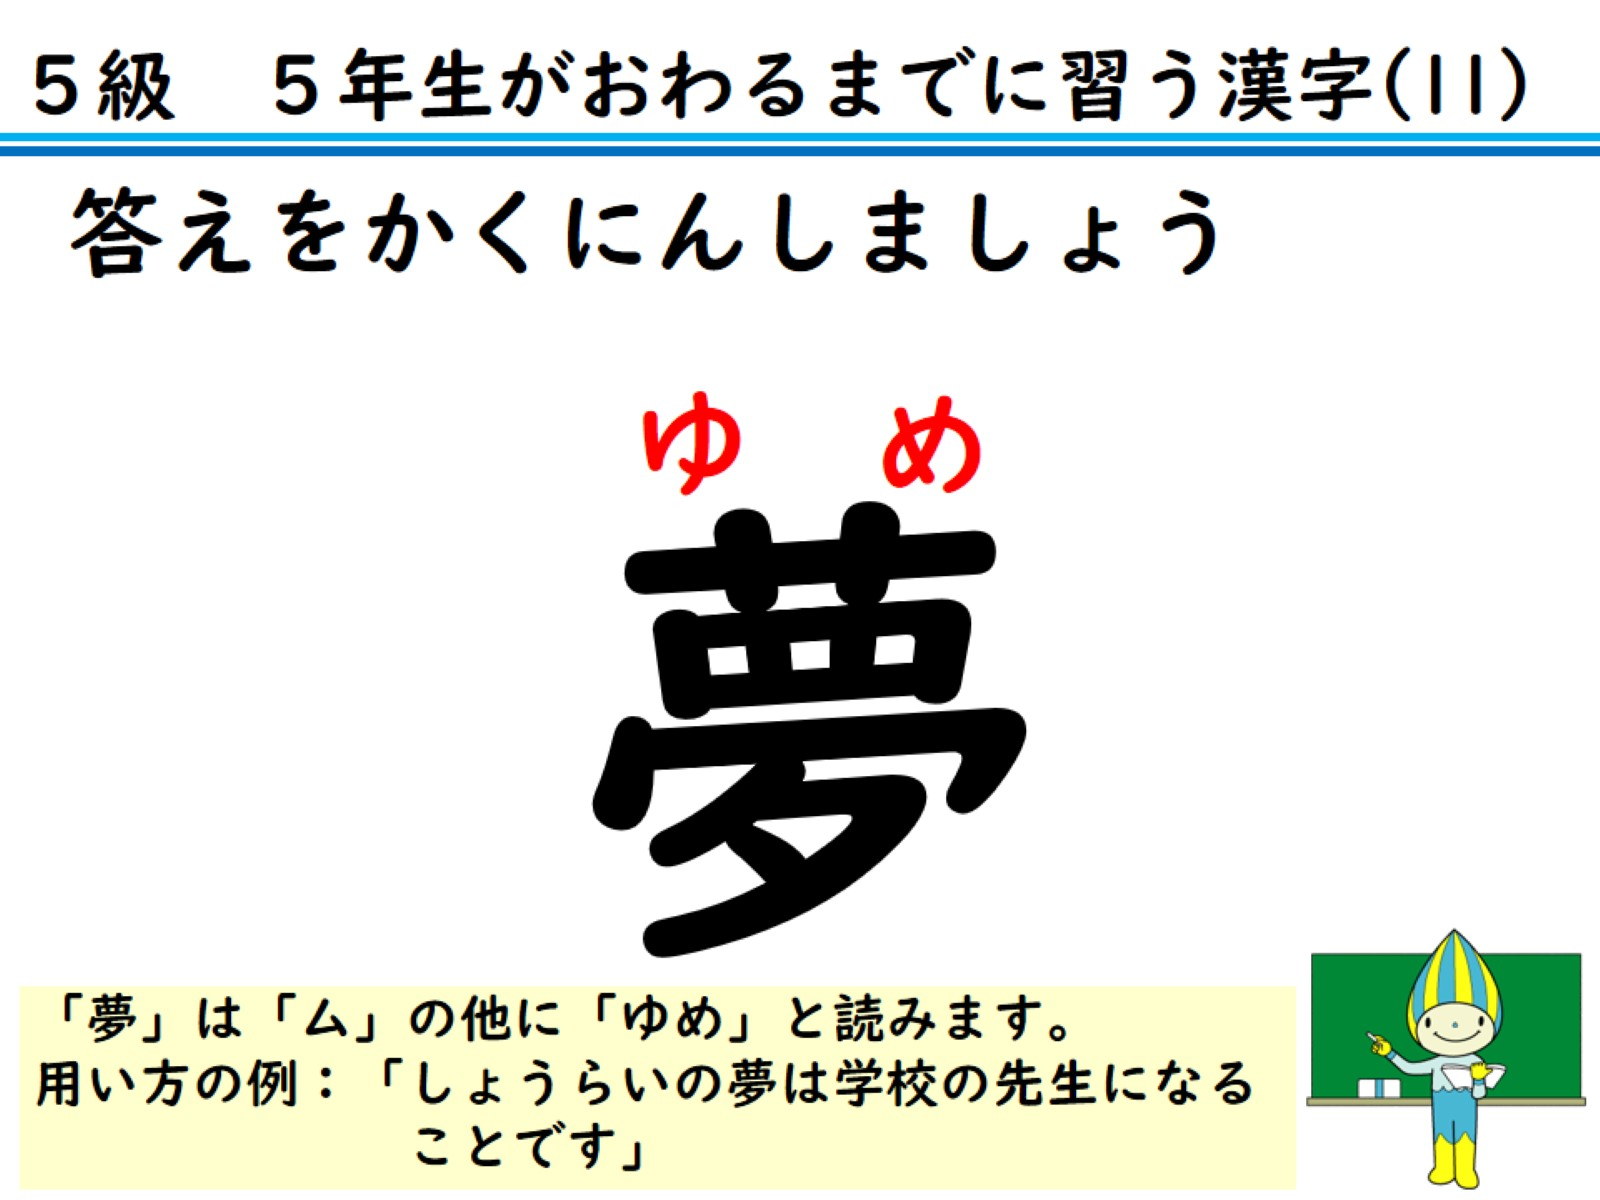 ５級　５年生がおわるまでに習う漢字(11)
答えをかくにんしましょう
ゆめ
夢
「夢」は「ム」の他に「ゆめ」と読みます。
用い方の例：「しょうらいの夢は学校の先生になる
ことです」